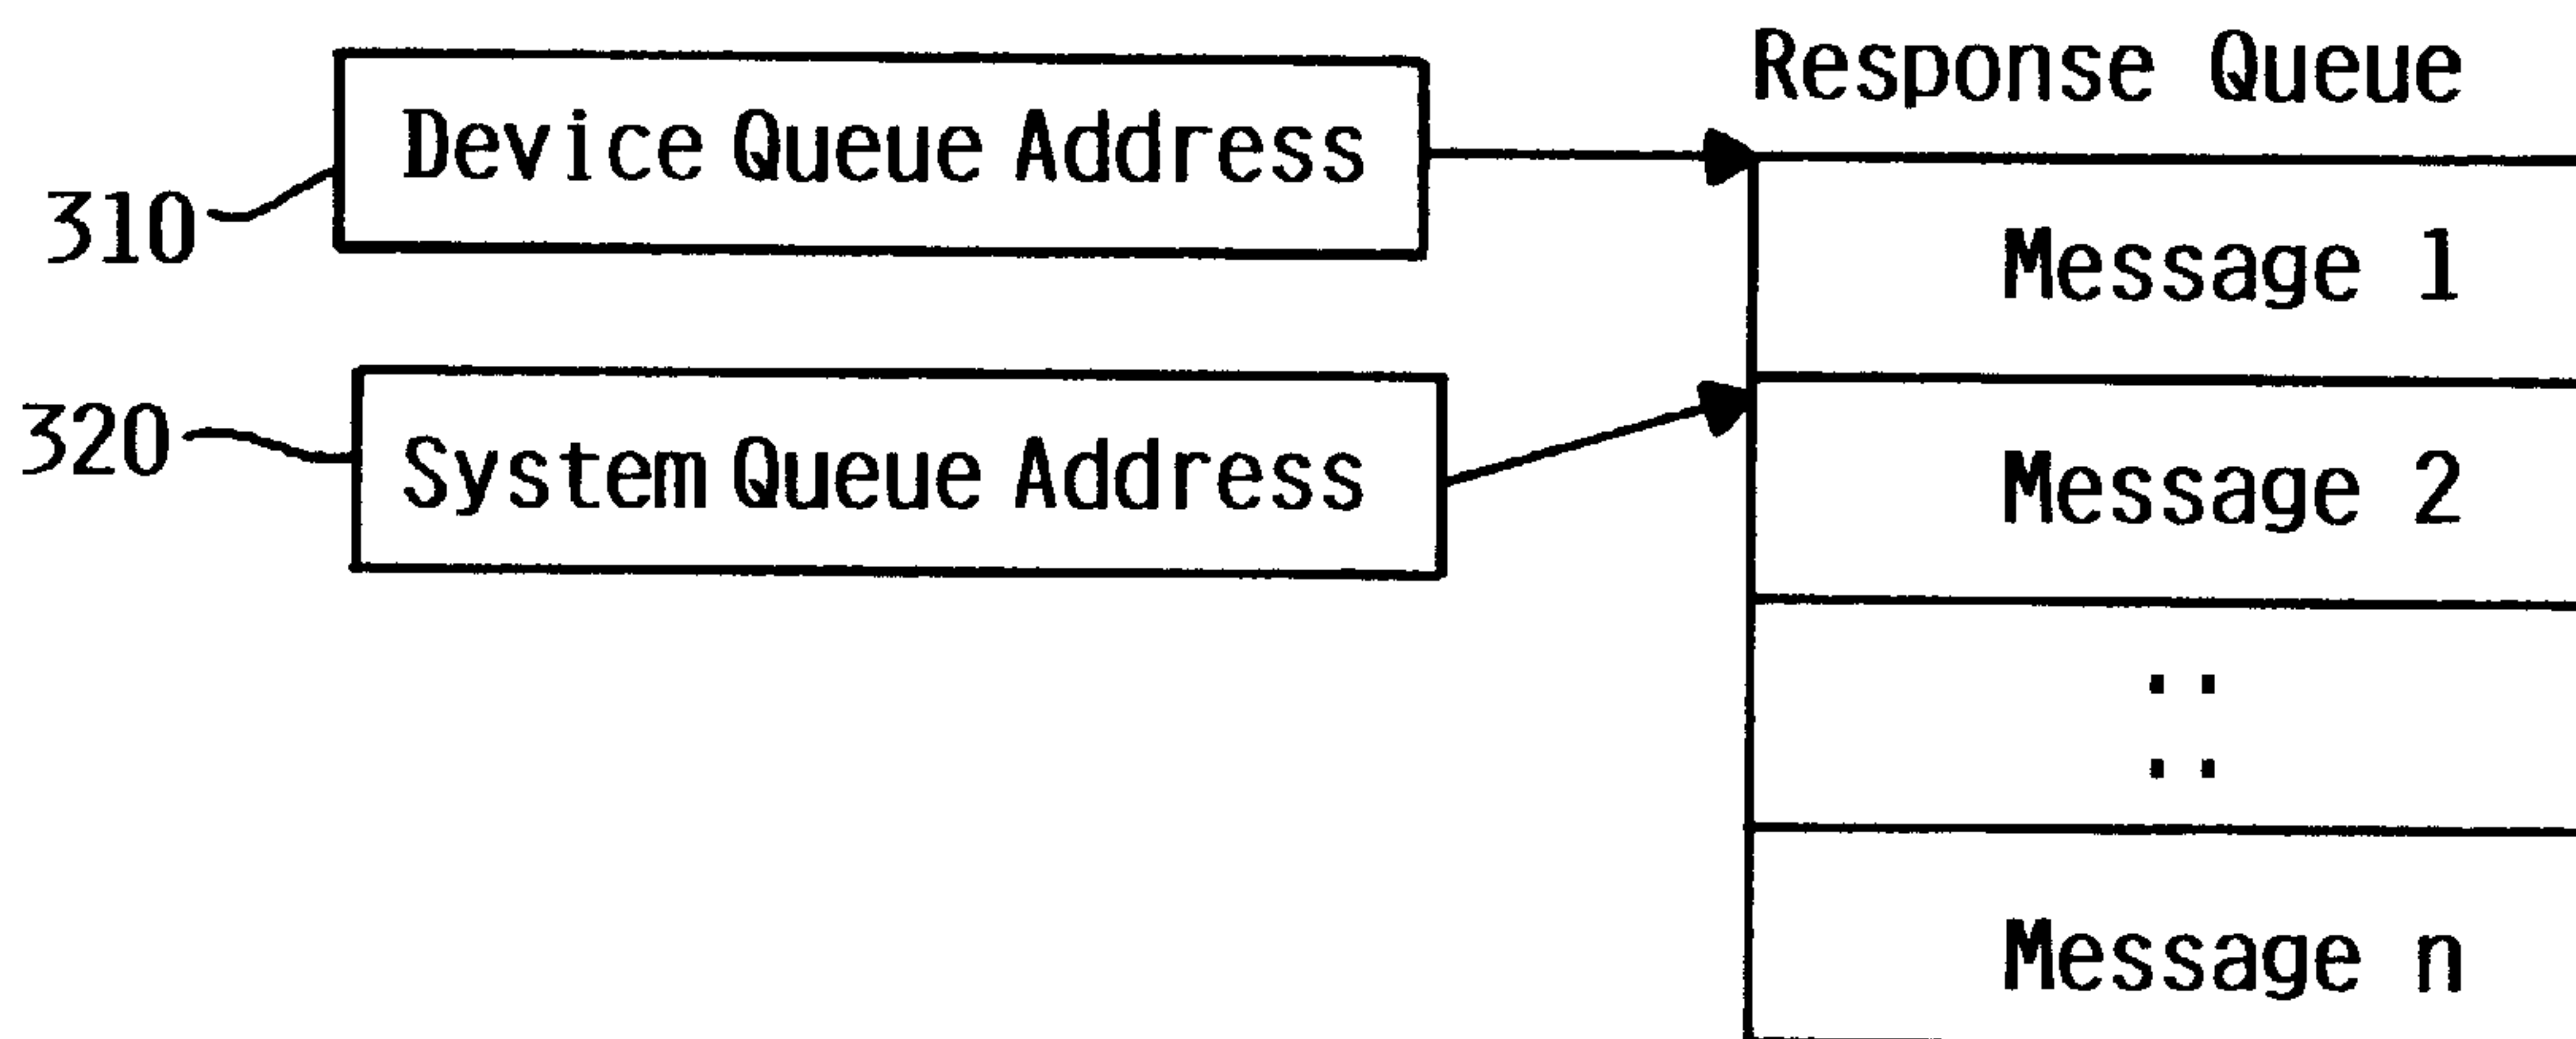 Response Queue
Device Queue Address
310
Message 1
320
System Queue Address
Message 2
Message n